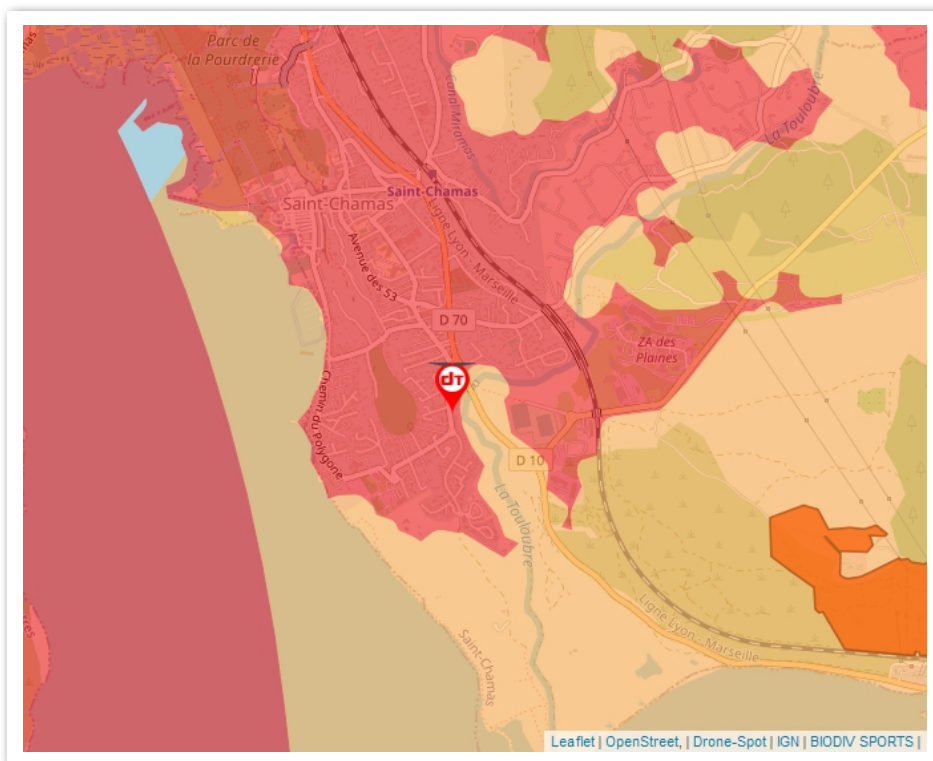 Parc de
la Poudrerie
Canal Miramas
La Touloubre
Saint-Chamas
Saint-Chamas
Ligne Lyon - Marseille
Avenue des 53
D 70
ZA des
Plaines
dT
Chemin du Polygone
D 10
La Touloubre
Ligne Lyon - Marseille
Saint-Chamas
Leaflet | OpenStreet, | Drone-Spot | IGN | BIODIV SPORTS |